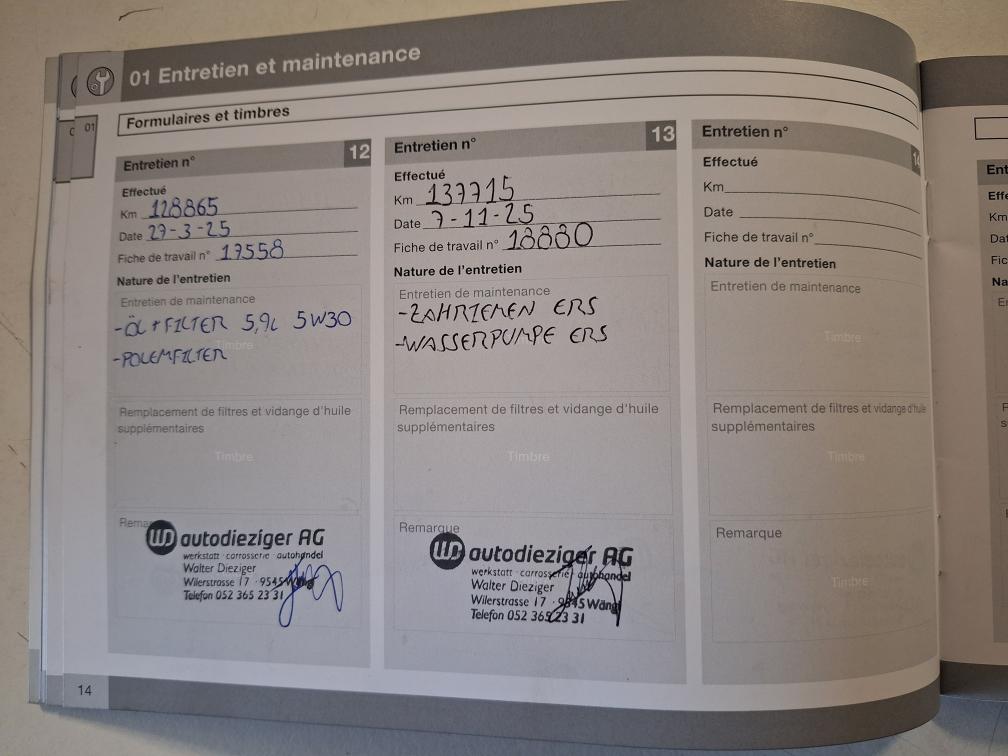 01 Entretien et maintenance
01
Formulaires et timbres
Entretien n° 12
Effectué
Km 128865
Date 27-3-25
Fiche de travail n° 17558
Nature de l'entretien
Entretien de maintenance
-ÖL + FILTER 5,9L 5W30
Timbre
-POLEMFILTER
Remplacement de filtres et vidange d'huile
supplémentaires
Timbre
autodieziger AG
werkstatt · carrosserie · autohandel
Walter Dieziger
Wilerstrasse 17 · 9545 Wängi
Telefon 052 365 23 31
Entretien n° 13
Effectué
Km 137715
Date 7-11-25
Fiche de travail n° 18880
Nature de l'entretien
Entretien de maintenance
-ZAHRIEMEN ERS
-WASSERPUMPE ERS
Remplacement de filtres et vidange d'huile
supplémentaires
Timbre
Remarque
autodieziger AG
werkstatt · carrosserie · autohandel
Walter Dieziger
Wilerstrasse 17 · 9545 Wängi
Telefon 052 365 23 31
Entretien n° 14
Effectué
Km
Date
Fiche de travail n°
Nature de l'entretien
Entretien de maintenance
Timbre
Remplacement de filtres et vidange d'huile
supplémentaires
Timbre
Remarque
Timbre
14